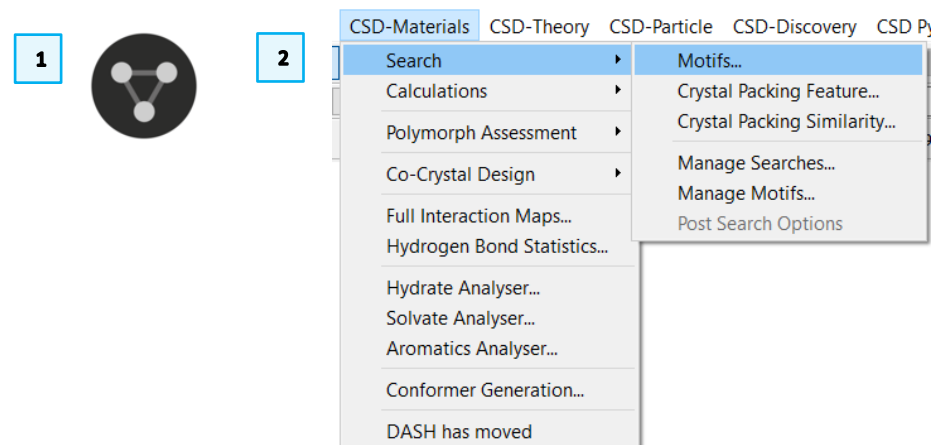 1
2
CSD-Materials CSD-Theory CSD-Particle CSD-Discovery CSD
Search
Calculations
Polymorph Assessment
Co-Crystal Design
Full Interaction Maps...
Hydrogen Bond Statistics...
Hydrate Analyser...
Solvate Analyser...
Aromatics Analyser...
Conformer Generation...
DASH has moved
Motifs...
Crystal Packing Feature...
Crystal Packing Similarity...
Manage Searches...
Manage Motifs...
Post Search Options